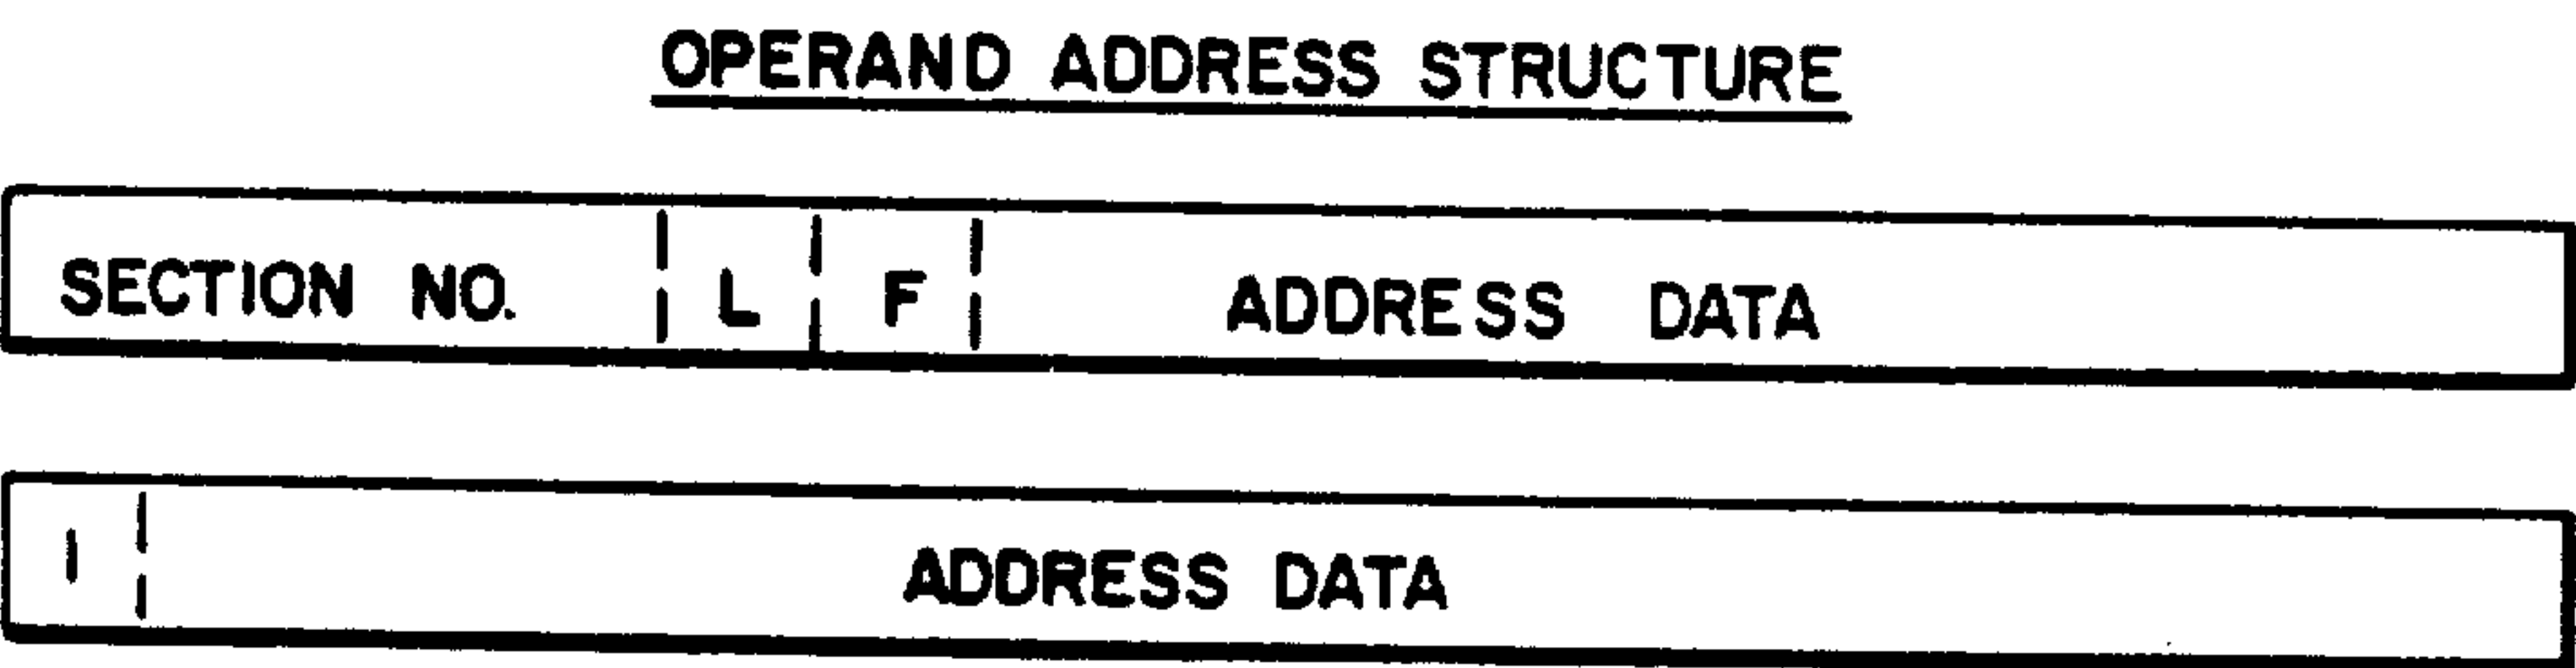 OPERAND ADDRESS STRUCTURE
SECTION NO. L F ADDRESS DATA
I ADDRESS DATA